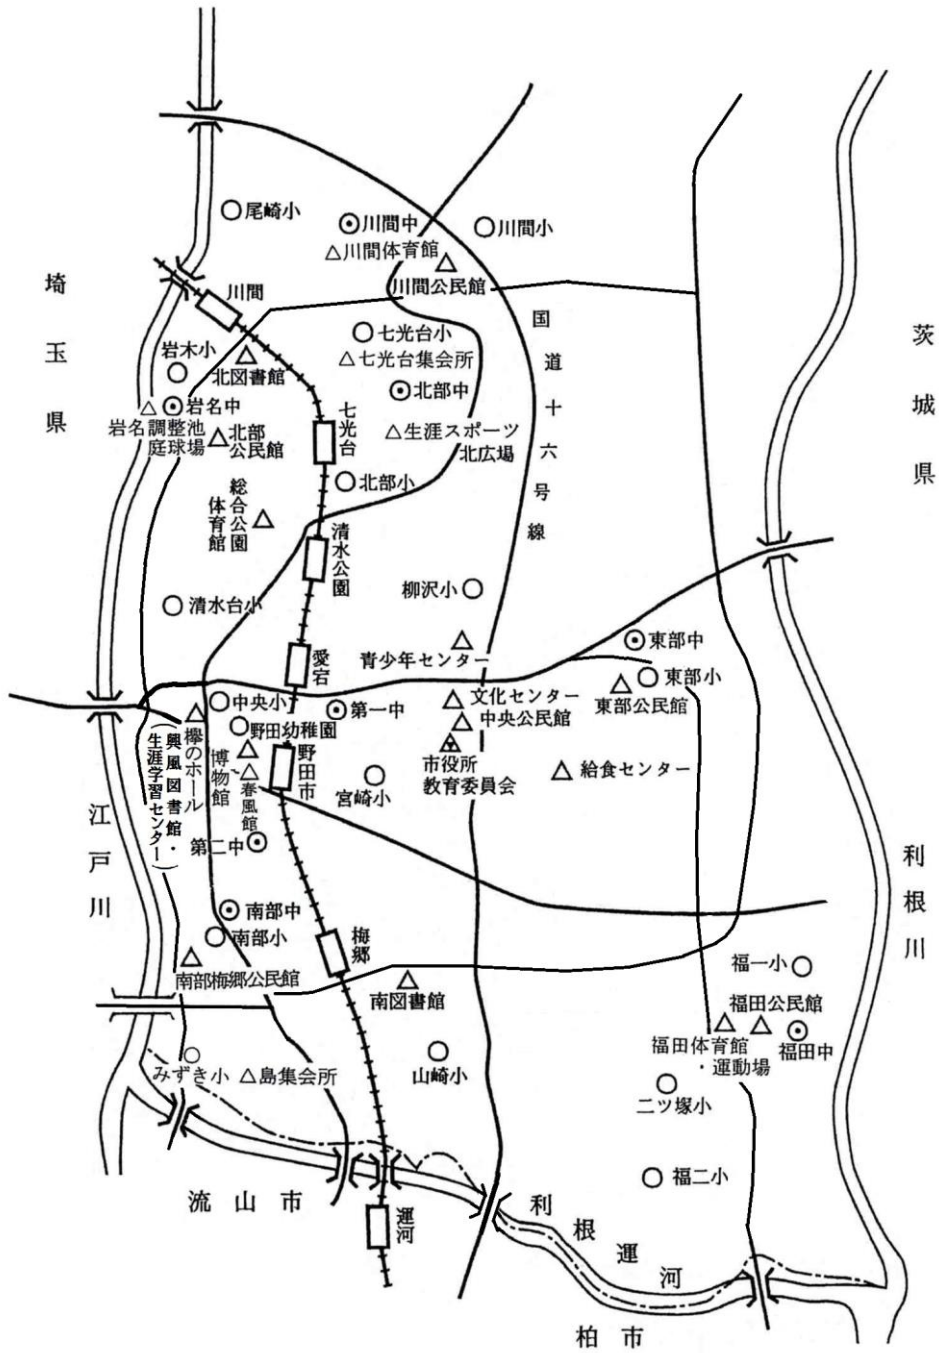 尾崎小
川間中
川間小
△川間体育館
川間公民館
埼玉県
川間
国道十六号線
茨城県
七光台小
△七光台集会所
岩木小
北図書館
北部中
岩名中
岩名調整池
庭球場
北部
公民館
七光台
△生涯スポーツ
北広場
北部小
総合公園
体育館
清水公園
柳沢小
清水台小
青少年センター
東部中
愛宕
東部小
東部公民館
中央小
第一中
文化センター
中央公民館
野田幼稚園
欅のホール
(興風図書館・
生涯学習センター)
博物館
春風館
野田市
宮崎小
市役所
教育委員会
給食センター
第二中
江戸川
利根川
南部中
南部小
梅郷
南部梅郷公民館
南図書館
福一小
福田公民館
福田体育館
・運動場
福田中
みずき小
△島集会所
山崎小
二ツ塚小
福二小
流山市
運河
利根運河
柏市